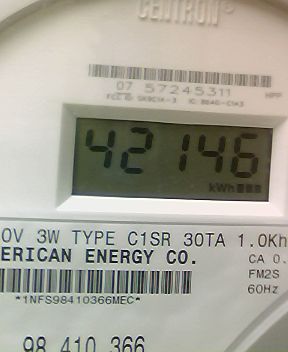 CENTRON®
07 57245311
42146
kWh
0V 3W TYPE C1SR 30TA 1.0Kh
ERICAN ENERGY CO.
CA 0.
FM2S
60Hz
*1NFS98410366MEC*
98 410 366